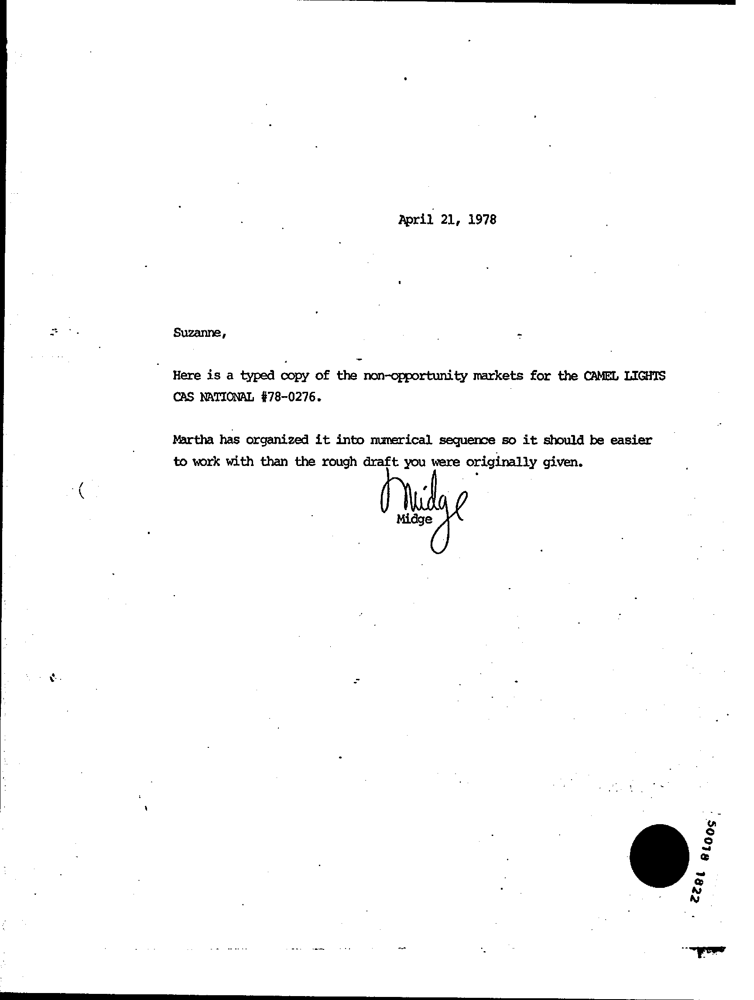 April 21, 1978
Suzanne,
Here is a typed copy of the non-opportunity markets for the CAMEL LIGHTS
CAS NATIONAL #78-0276.
Martha has organized it into numerical sequence so it should be easier
to work with than the rough draft you were originally given.
Midge
Midge
50018 1822